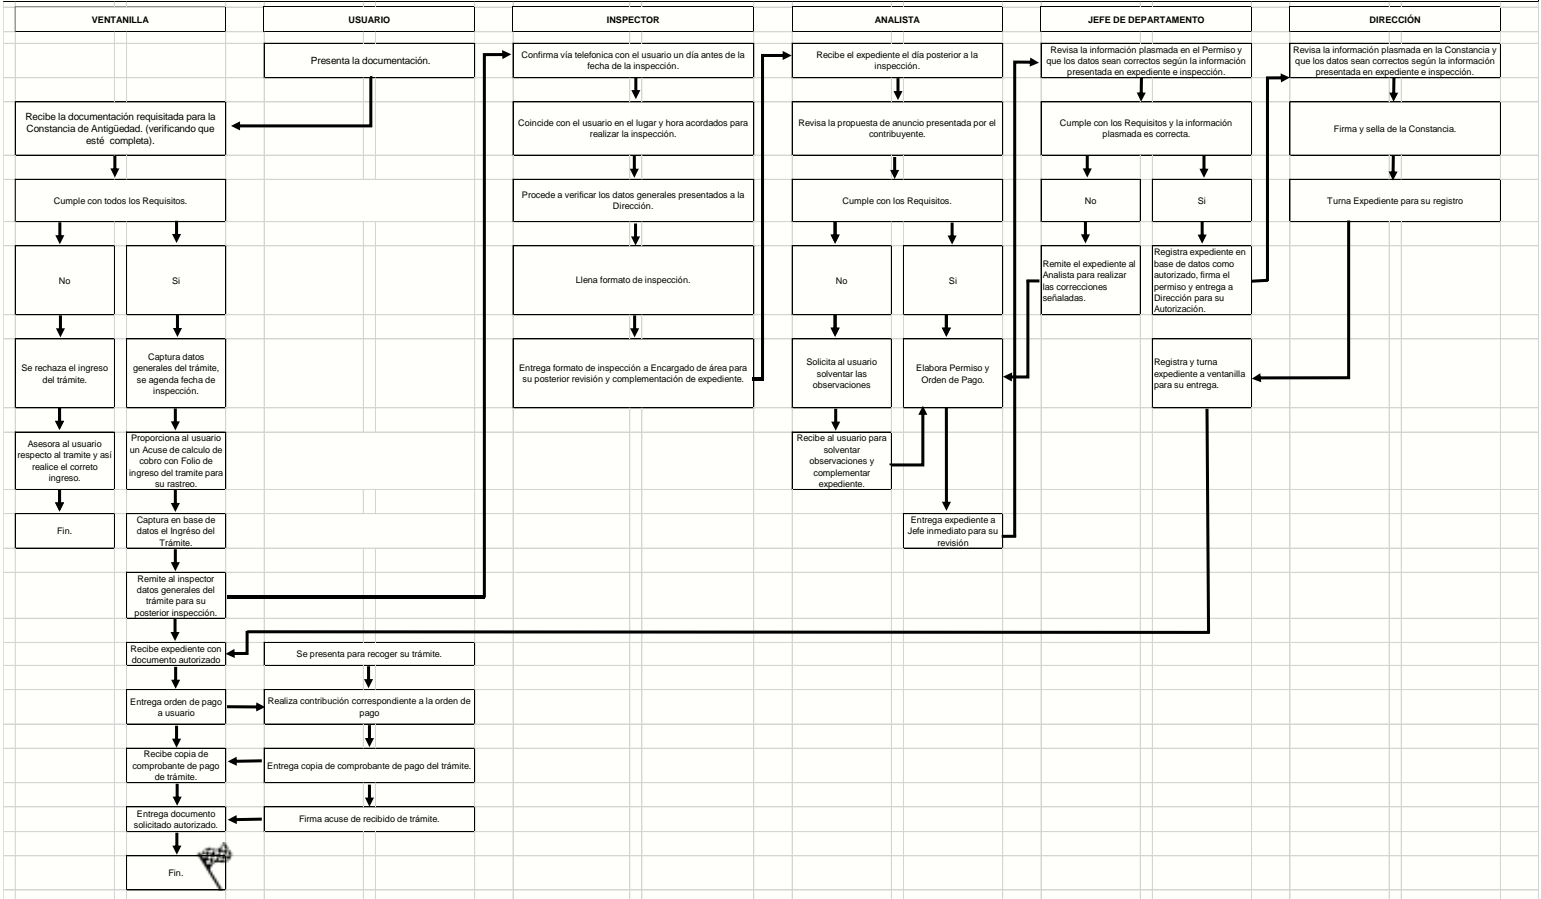 VENTANILLA
USUARIO
INSPECTOR
ANALISTA
JEFE DE DEPARTAMENTO
DIRECCIÓN
Recibe la documentación requisitada para la
Constancia de Antigüedad. (verificando que
esté completa).
Cumple con todos los Requisitos.
No
Si
Se rechaza el ingreso
del trámite.
Captura datos
generales del trámite,
se agenda fecha de
inspección.
Asesora al usuario
respecto al tramite y así
realice el correto
ingreso.
Proporciona al usuario
un Acuse de calculo de
cobro con Folio de
ingreso del tramite para
su rastreo.
Fin.
Captura en base de
datos el Ingréso del
Trámite.
Remite al inspector
datos generales del
trámite para su
posterior inspección.
Recibe expediente con
documento autorizado
Entrega orden de pago
a usuario
Recibe copia de
comprobante de pago
de trámite.
Entrega documento
solicitado autorizado.
Fin.
Presenta la documentación.
Se presenta para recoger su trámite.
Realiza contribución correspondiente a la orden de
pago
Entrega copia de comprobante de pago del trámite.
Firma acuse de recibido de trámite.
Confirma vía telefonica con el usuario un día antes de la
fecha de la inspección.
Coincide con el usuario en el lugar y hora acordados para
realizar la inspección.
Procede a verificar los datos generales presentados a la
Dirección.
Llena formato de inspección.
Entrega formato de inspección a Encargado de área para
su posterior revisión y complementación de expediente.
Recibe el expediente el día posterior a la
inspección.
Revisa la propuesta de anuncio presentada por el
contribuyente.
Cumple con los Requisitos.
No
Si
Solicita al usuario
solventar las
observaciones
Elabora Permiso y
Orden de Pago.
Recibe al usuario para
solventar
observaciones y
complementar
expediente.
Entrega expediente a
Jefe inmediato para su
revisión
Revisa la información plasmada en el Permiso y
que los datos sean correctos según la información
presentada en expediente e inspección.
Cumple con los Requisitos y la información
plasmada es correcta.
No
Si
Remite el expediente al
Analista para realizar
las correcciones
señaladas.
Registra expediente en
base de datos como
autorizado, firma el
permiso y entrega a
Dirección para su
Autorización.
Registra y turna
expediente a ventanilla
para su entrega.
Revisa la información plasmada en la Constancia y
que los datos sean correctos según la información
presentada en expediente e inspección.
Firma y sella de la Constancia.
Turna Expediente para su registro